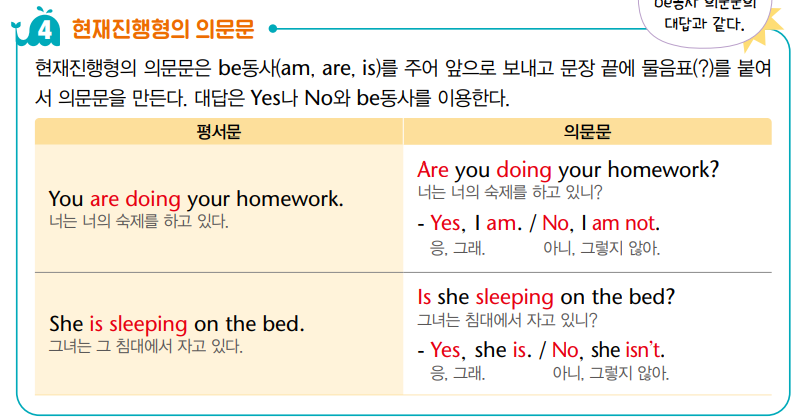 be동사 의문문의
대답과 같다.
4 현재진행형의 의문문
현재진행형의 의문문은 be동사(am, are, is)를 주어 앞으로 보내고 문장 끝에 물음표(?)를 붙여
서 의문문을 만든다. 대답은 Yes나 No와 be동사를 이용한다.
평서문
의문문
You are doing your homework.
너는 너의 숙제를 하고 있다.
Are you doing your homework?
너는 너의 숙제를 하고 있니?
- Yes, I am. / No, I am not.
응, 그래. 아니, 그렇지 않아.
She is sleeping on the bed.
그녀는 그 침대에서 자고 있다.
Is she sleeping on the bed?
그녀는 침대에서 자고 있니?
- Yes, she is. / No, she isn't.
응, 그래. 아니, 그렇지 않아.